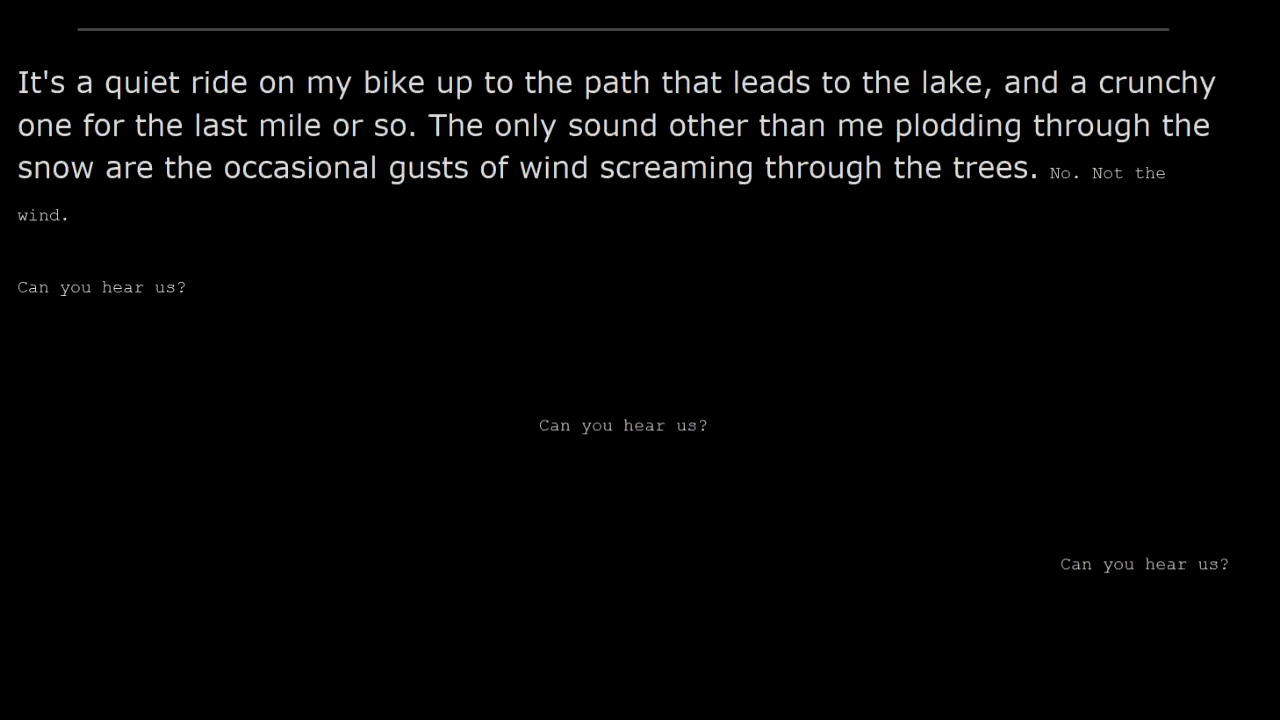 It's a quiet ride on my bike up to the path that leads to the lake, and a crunchy
one for the last mile or so. The only sound other than me plodding through the
snow are the occasional gusts of wind screaming through the trees. No. Not the
wind.
Can you hear us?
Can you hear us?
Can you hear us?